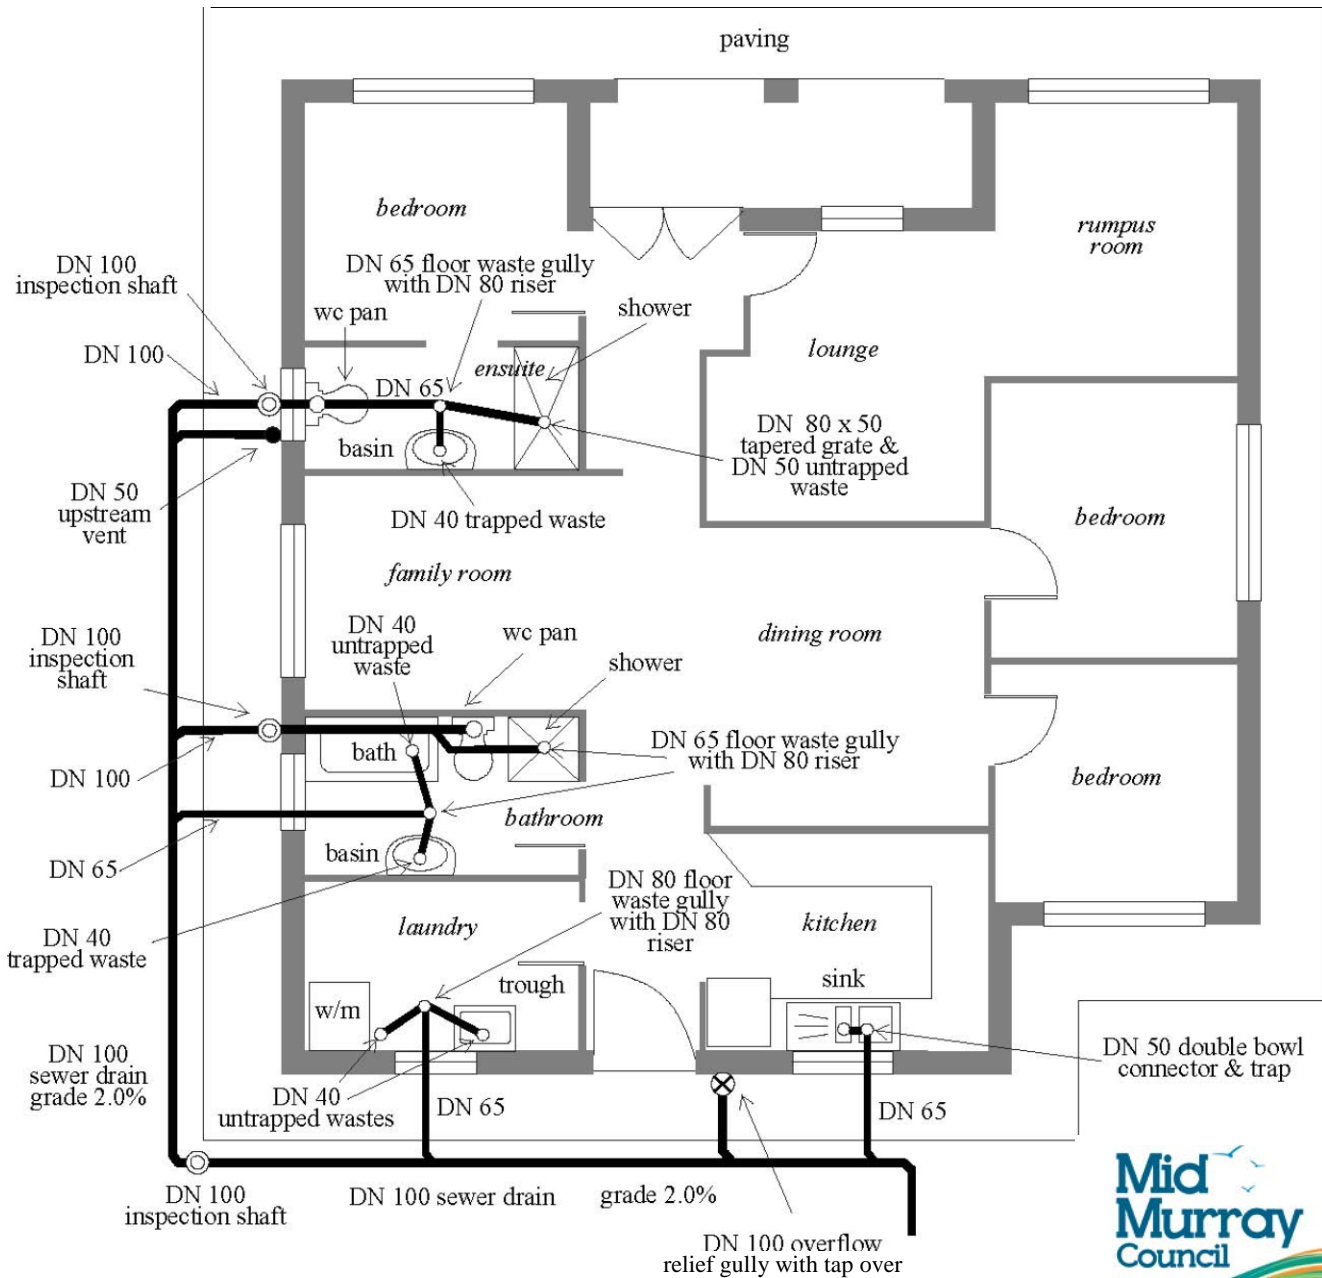 paving
bedroom
rumpus
room
DN 100
inspection shaft
DN 65 floor waste gully
with DN 80 riser
wc pan
shower
DN 100
lounge
ensuite
DN 65
basin
DN 80 x 50
tapered grate &
DN 50 untrapped
waste
DN 50
upstream
vent
DN 40 trapped waste
bedroom
family room
DN 100
inspection
shaft
DN 40
untrapped
waste
wc pan
dining room
shower
bath
DN 65 floor waste gully
with DN 80 riser
DN 100
bedroom
bathroom
basin
DN 65
DN 80 floor
waste gully
with DN 80
riser
laundry
kitchen
DN 40
trapped waste
trough
sink
w/m
DN 100
sewer drain
grade 2.0%
DN 50 double bowl
connector & trap
DN 40
untrapped wastes
DN 65
DN 65
DN 100
inspection shaft
DN 100 sewer drain
grade 2.0%
DN 100 overflow
relief gully with tap over
Mid
Murray
Council